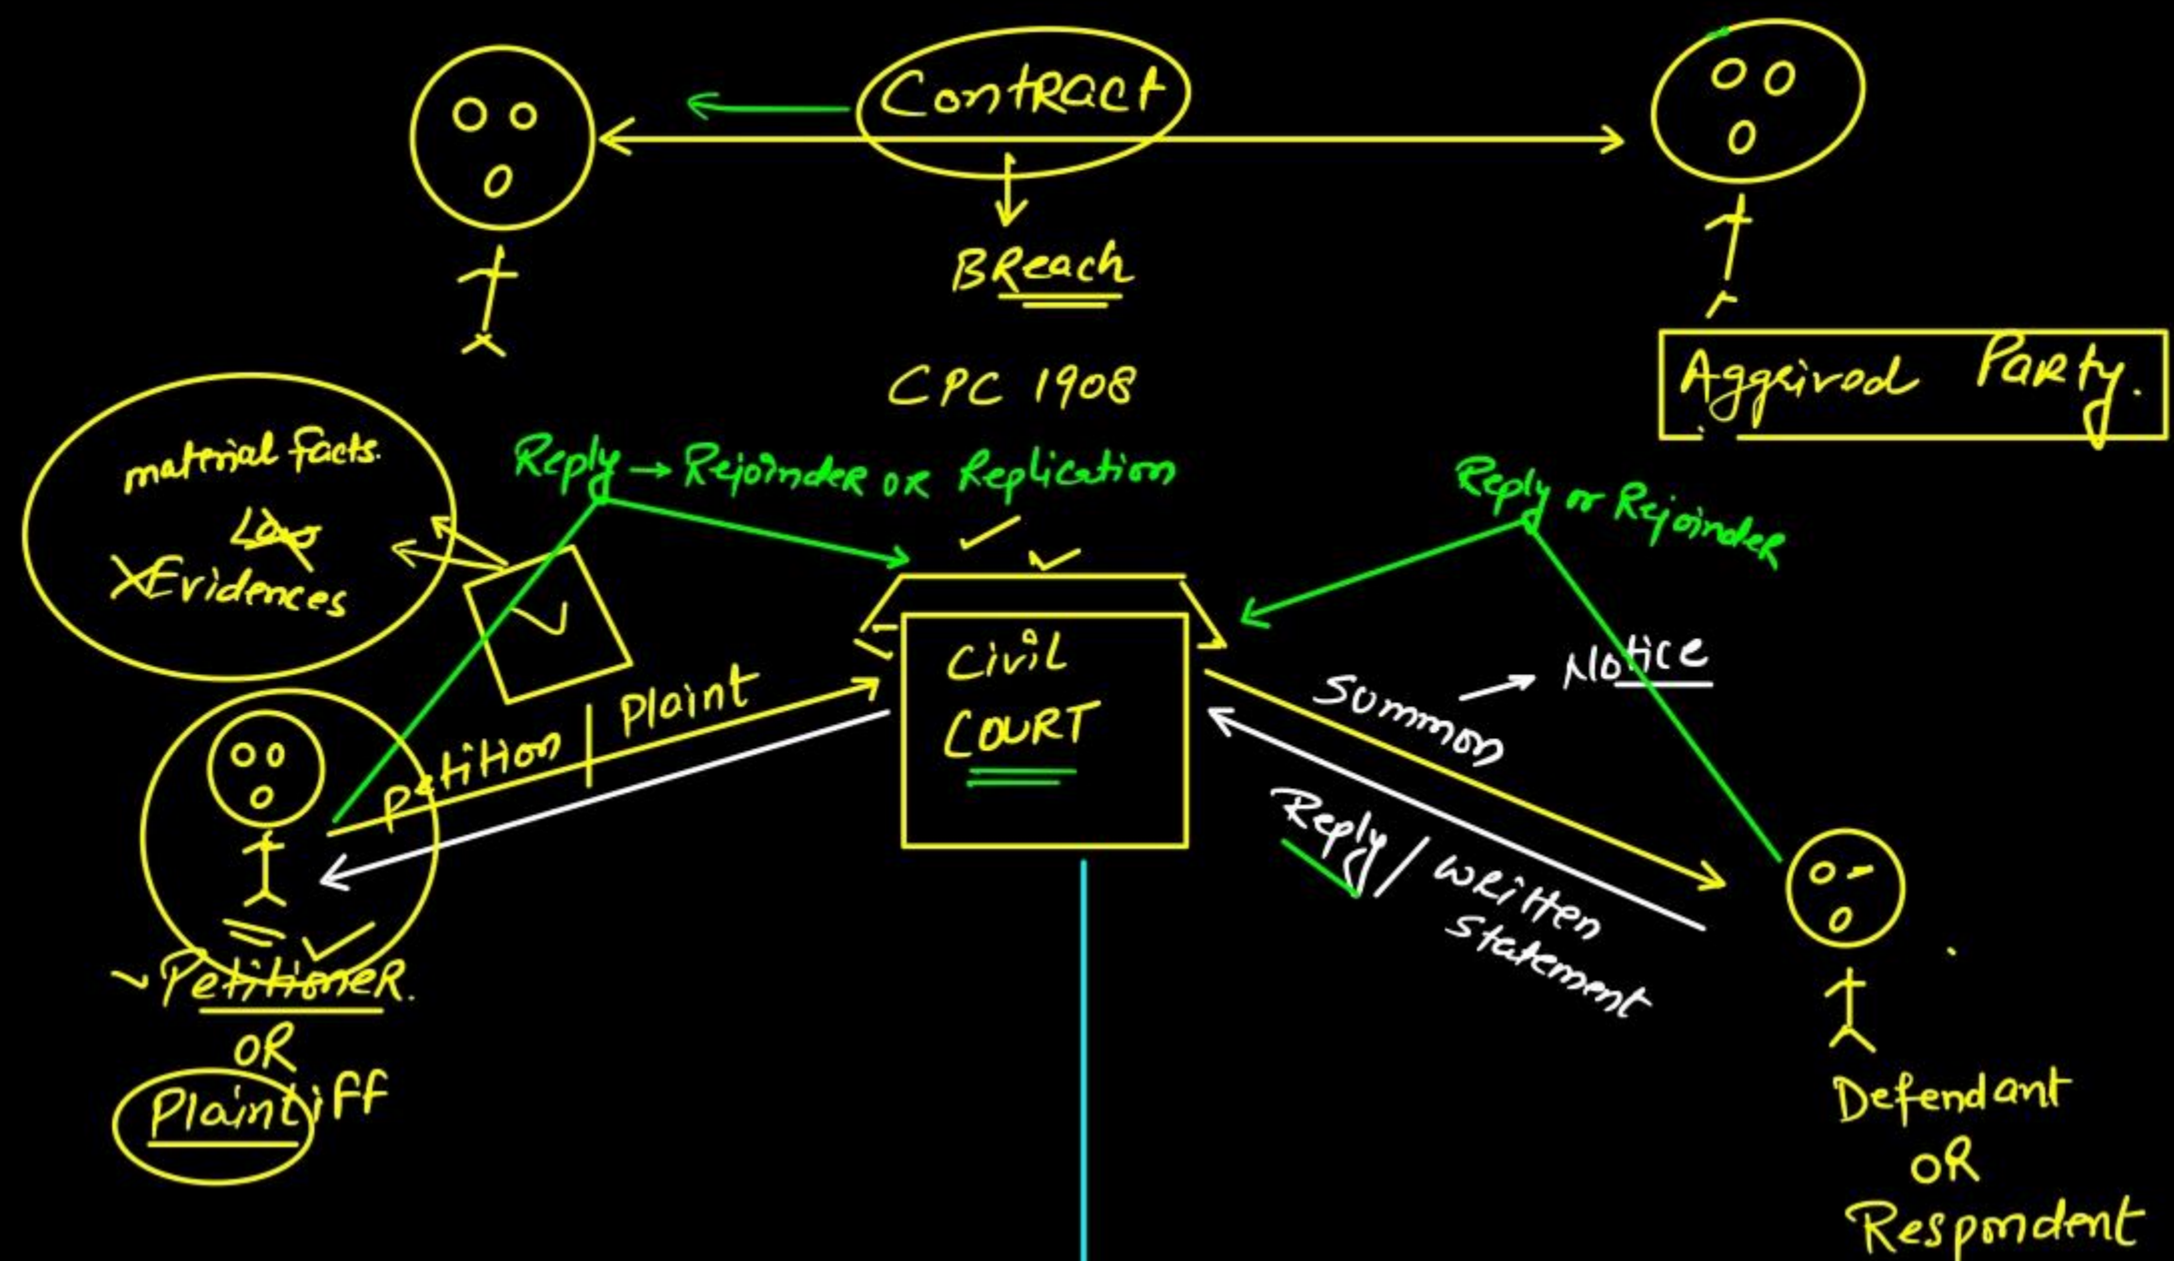 Contract
Breach
CPC 1908
Aggrived Party.
material facts.
Law
Evidences
Reply → Rejoinder or Replication
Reply or Rejoinder
Petition | Plaint
Civil
COURT
Summon → Notice
Reply / Written
Statement
Petitioner.
OR
Plaintiff
Defendant
OR
Respondent